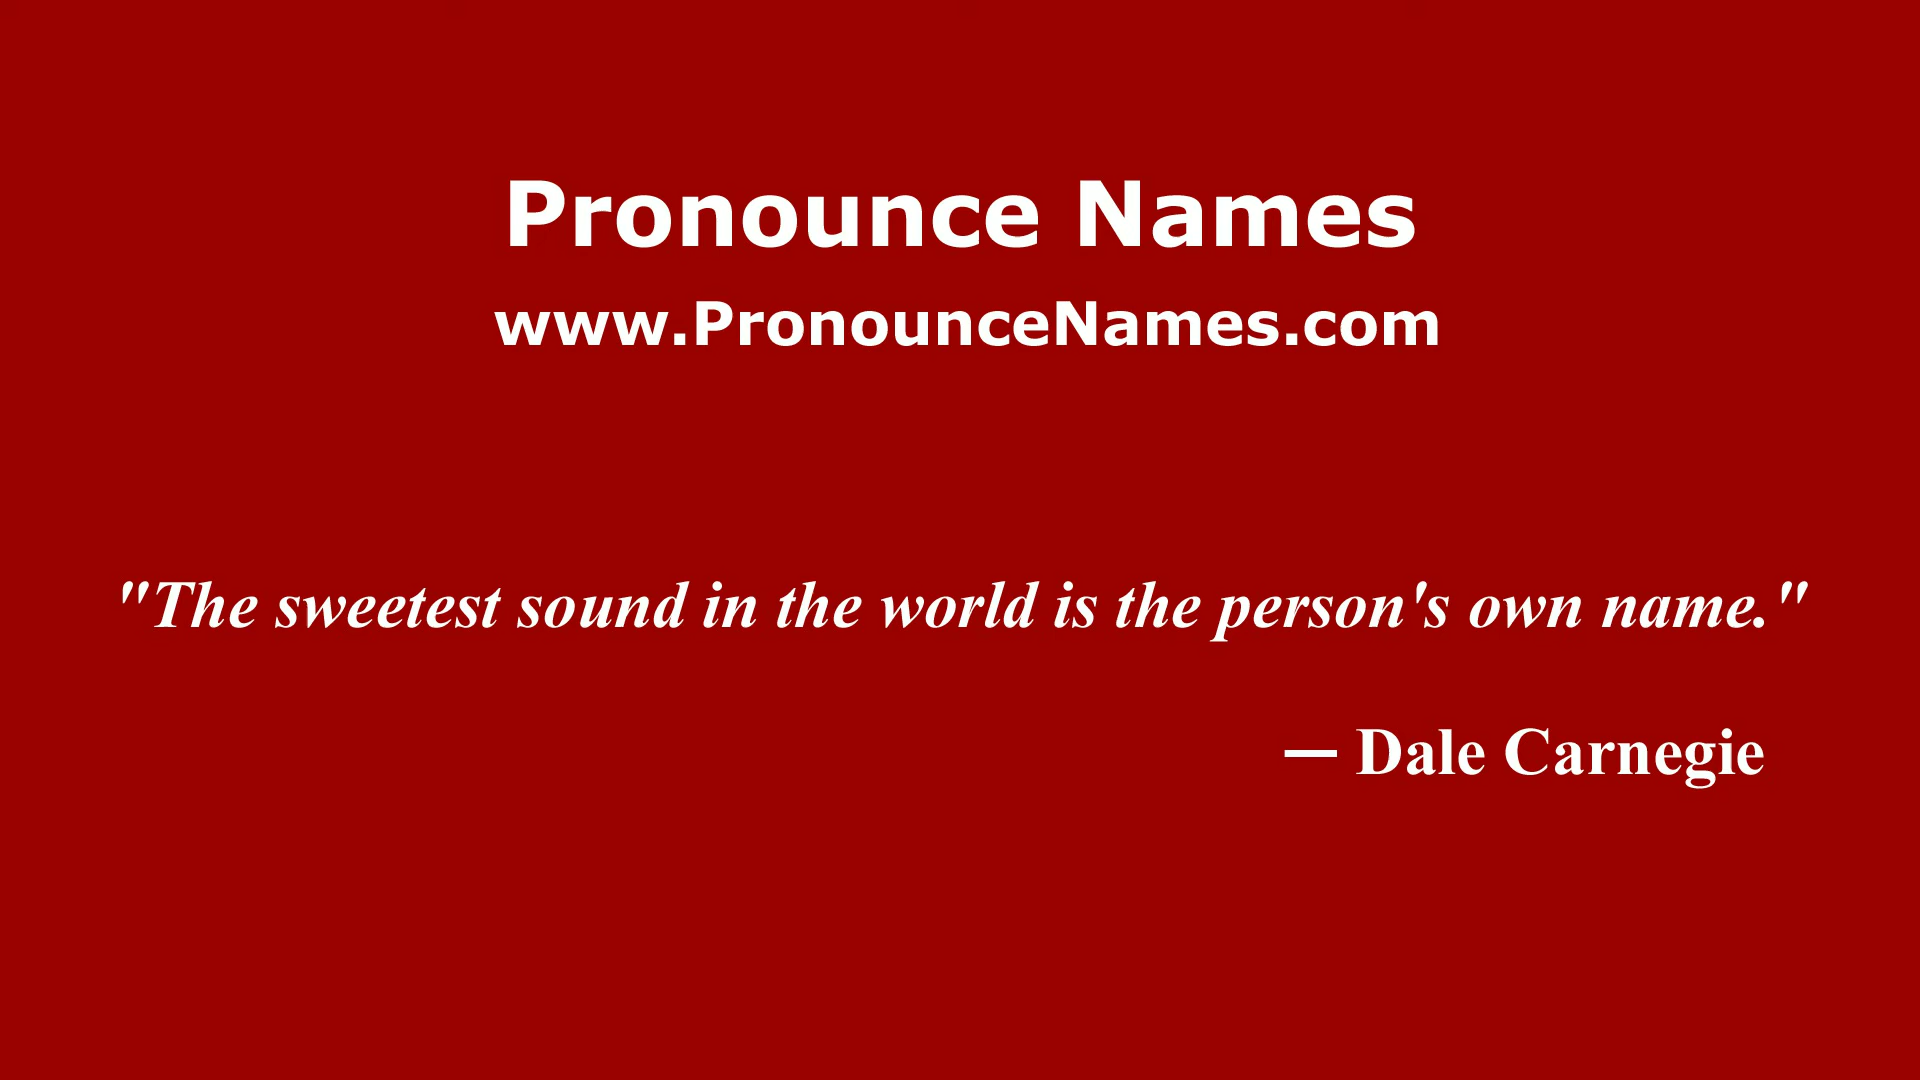 Pronounce Names
www.PronounceNames.com
"The sweetest sound in the world is the person's own name."
— Dale Carnegie